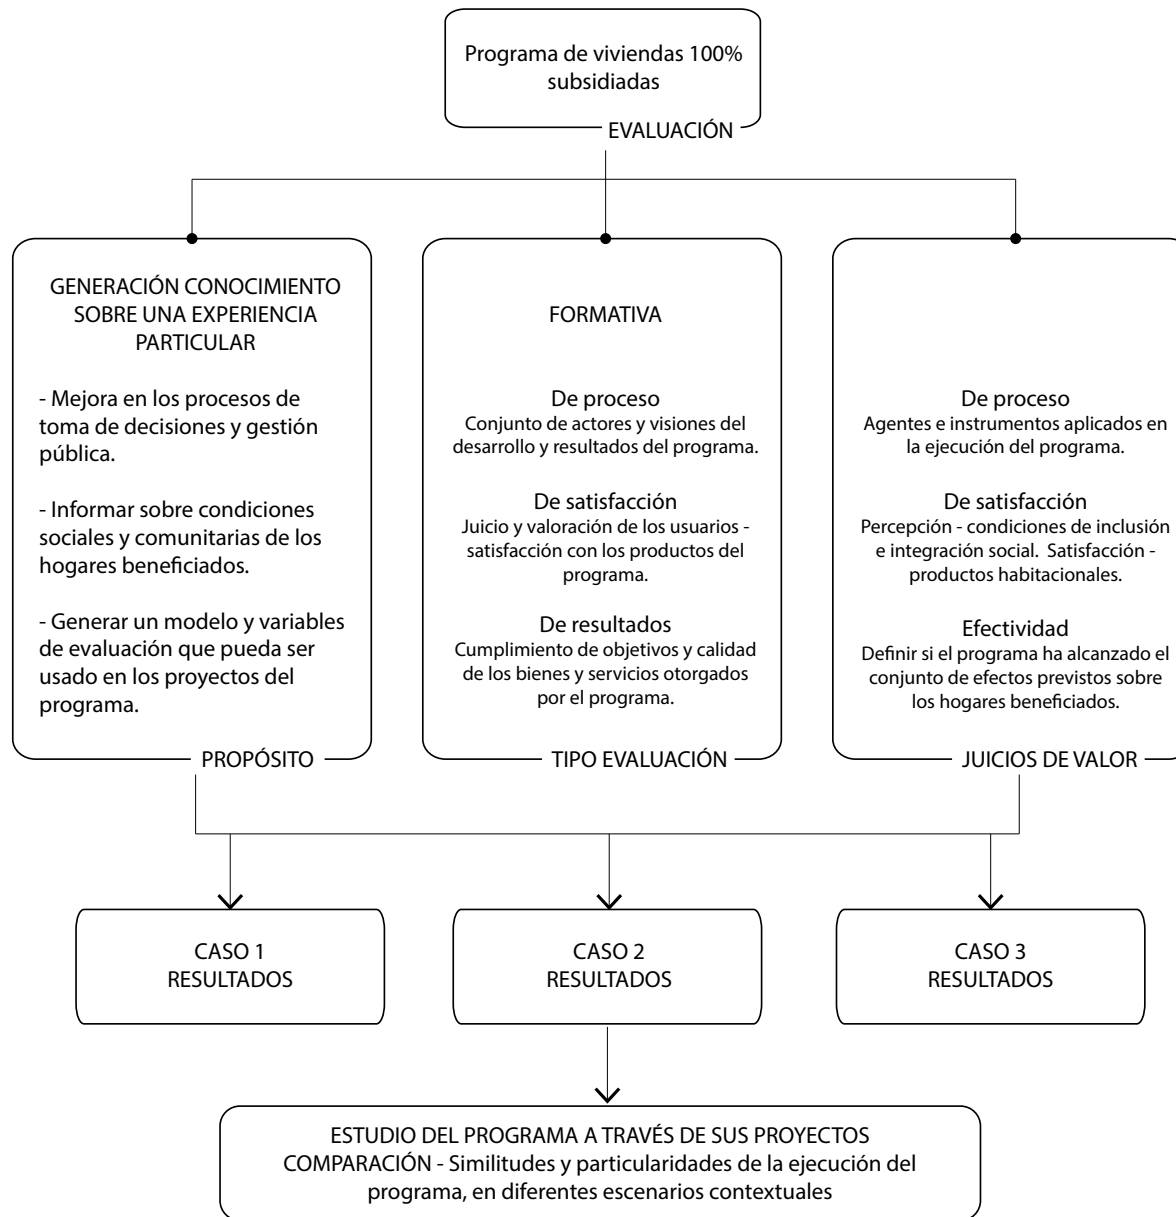 Programa de viviendas 100%
subsidiadas
EVALUACIÓN
GENERACIÓN CONOCIMIENTO
SOBRE UNA EXPERIENCIA
PARTICULAR
- Mejora en los procesos de
toma de decisiones y gestión
pública.
- Informar sobre condiciones
sociales y comunitarias de los
hogares beneficiados.
- Generar un modelo y variables
de evaluación que pueda ser
usado en los proyectos del
programa.
PROPÓSITO
FORMATIVA
De proceso
Conjunto de actores y visiones del
desarrollo y resultados del programa.
De satisfacción
Juicio y valoración de los usuarios -
satisfacción con los productos del
programa.
De resultados
Cumplimiento de objetivos y calidad
de los bienes y servicios otorgados
por el programa.
TIPO EVALUACIÓN
De proceso
Agentes e instrumentos aplicados en
la ejecución del programa.
De satisfacción
Percepción - condiciones de inclusión
e integración social. Satisfacción -
productos habitacionales.
Efectividad
Definir si el programa ha alcanzado el
conjunto de efectos previstos sobre
los hogares beneficiados.
JUICIOS DE VALOR
CASO 1
RESULTADOS
CASO 2
RESULTADOS
CASO 3
RESULTADOS
ESTUDIO DEL PROGRAMA A TRAVÉS DE SUS PROYECTOS
COMPARACIÓN - Similitudes y particularidades de la ejecución del
programa, en diferentes escenarios contextuales